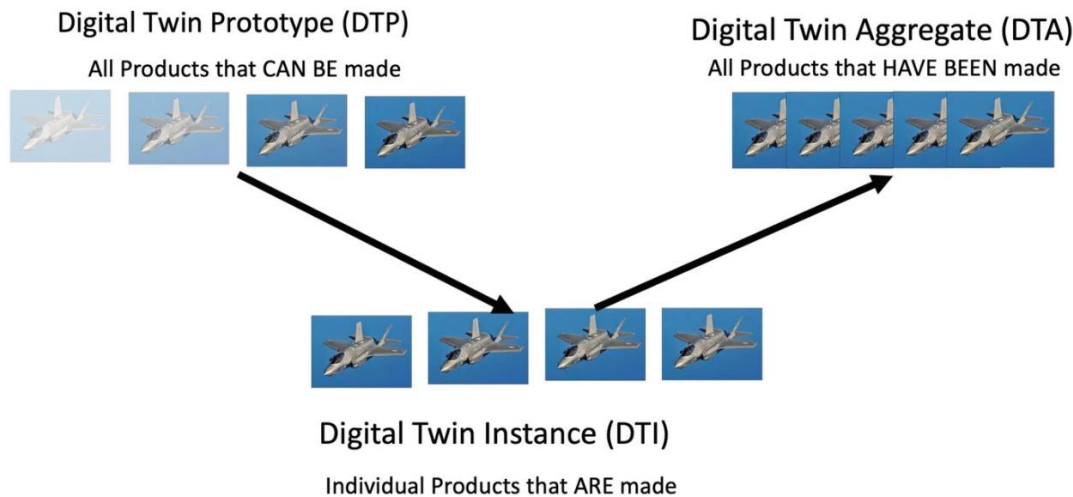 Digital Twin Prototype (DTP)
All Products that CAN BE made
Digital Twin Aggregate (DTA)
All Products that HAVE BEEN made
Digital Twin Instance (DTI)
Individual Products that ARE made